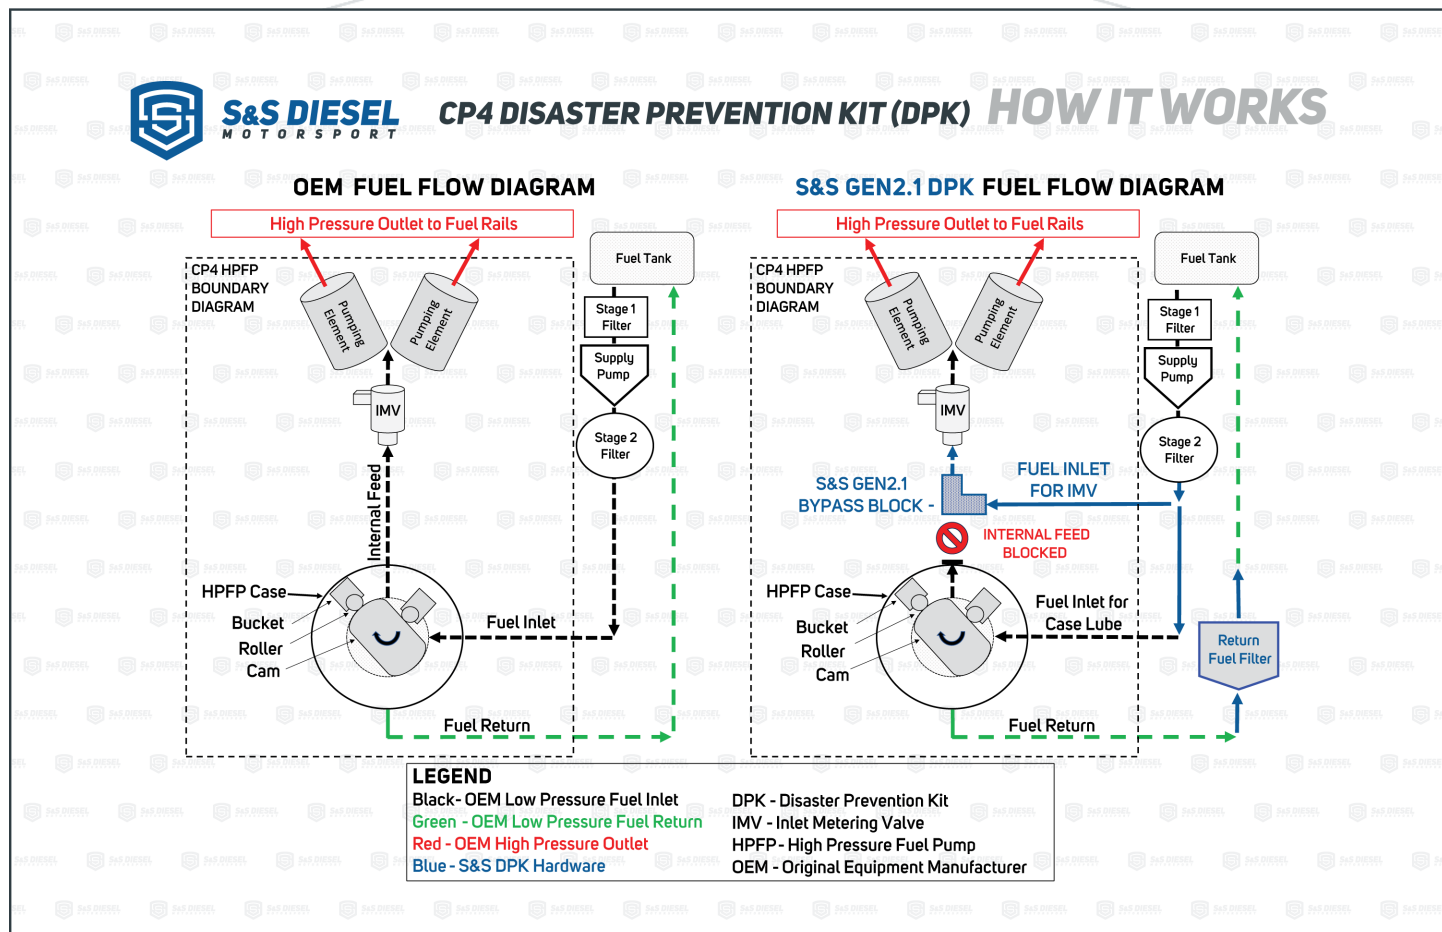 S&S DIESEL
MOTORSPORT
CP4 DISASTER PREVENTION KIT (DPK) HOW IT WORKS
OEM FUEL FLOW DIAGRAM
High Pressure Outlet to Fuel Rails
CP4 HPFP
BOUNDARY
DIAGRAM
Pumping
Element
Pumping
Element
IMV
Internal Feed
HPFP Case
Bucket
Roller
Cam
Fuel Inlet
Fuel Return
Fuel Tank
Stage 1
Filter
Supply
Pump
Stage 2
Filter
S&S GEN2.1 DPK FUEL FLOW DIAGRAM
High Pressure Outlet to Fuel Rails
CP4 HPFP
BOUNDARY
DIAGRAM
Pumping
Element
Pumping
Element
IMV
S&S GEN2.1
BYPASS BLOCK -
FUEL INLET
FOR IMV
INTERNAL FEED
BLOCKED
HPFP Case
Bucket
Roller
Cam
Fuel Inlet for
Case Lube
Fuel Return
Fuel Tank
Stage 1
Filter
Supply
Pump
Stage 2
Filter
Return
Fuel Filter
LEGEND
Black- OEM Low Pressure Fuel Inlet
Green - OEM Low Pressure Fuel Return
Red - OEM High Pressure Outlet
Blue - S&S DPK Hardware
DPK - Disaster Prevention Kit
IMV - Inlet Metering Valve
HPFP - High Pressure Fuel Pump
OEM - Original Equipment Manufacturer